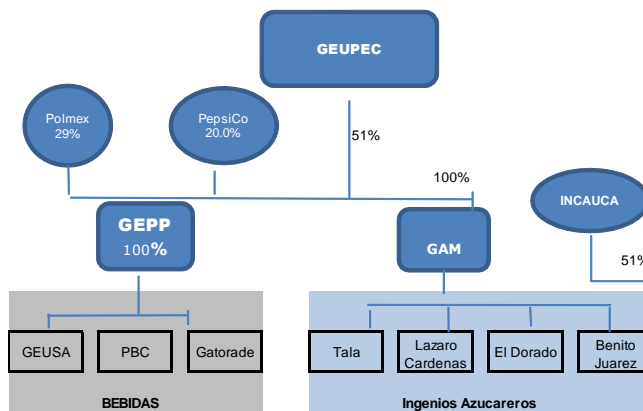 GEUPEC
Polmex
29%
PepsiCo
20.0%
51%
100%
INCAUCA
GEPP
100%
GAM
51%
GEUSA
PBC
Gatorade
Tala
Lazaro
Cardenas
El Dorado
Benito
Juarez
BEBIDAS
Ingenios Azucareros